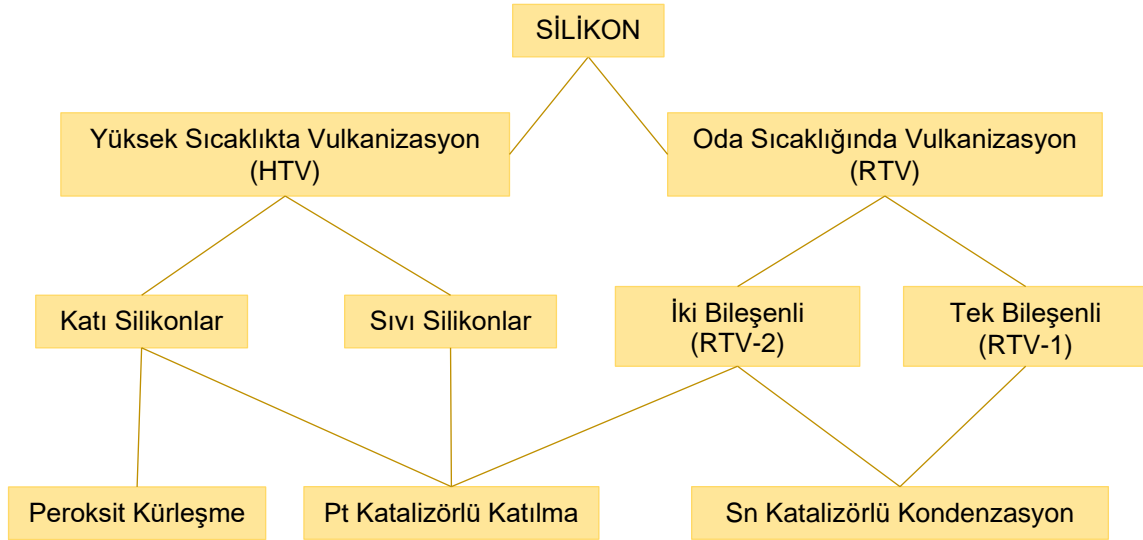 SİLİKON
Yüksek Sıcaklıkta Vulkanizasyon
(HTV)
Oda Sıcaklığında Vulkanizasyon
(RTV)
Katı Silikonlar
Sıvı Silikonlar
İki Bileşenli
(RTV-2)
Tek Bileşenli
(RTV-1)
Peroksit Kürleşme
Pt Katalizörlü Katılma
Sn Katalizörlü Kondenzasyon